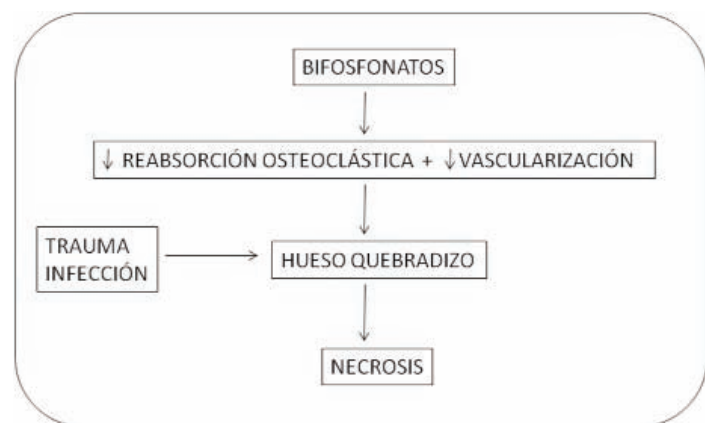 BIFOSFONATOS
↓ REABSORCIÓN OSTEOCLÁSTICA + ↓VASCULARIZACIÓN
TRAUMA
INFECCIÓN
HUESO QUEBRADIZO
NECROSIS